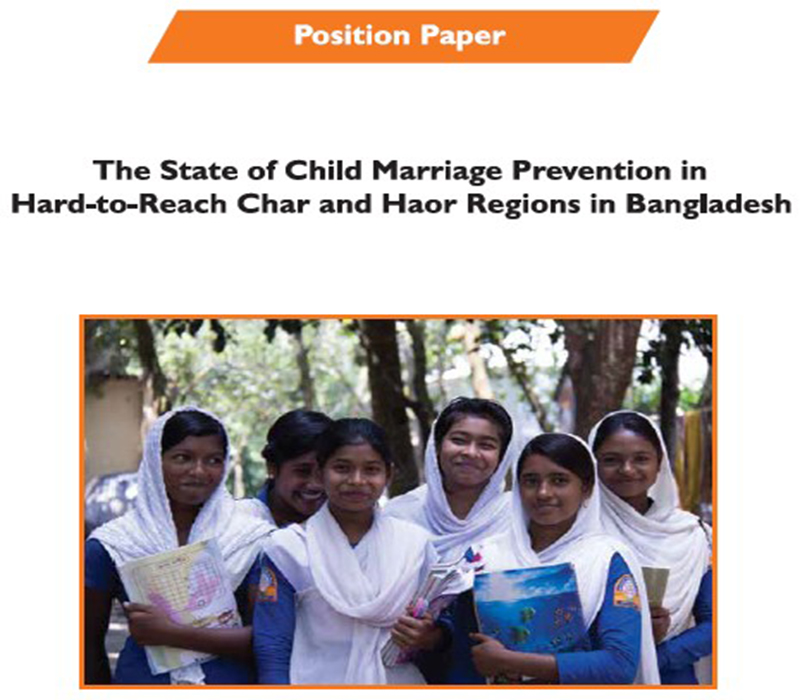 Position Paper
The State of Child Marriage Prevention in
Hard-to-Reach Char and Haor Regions in Bangladesh